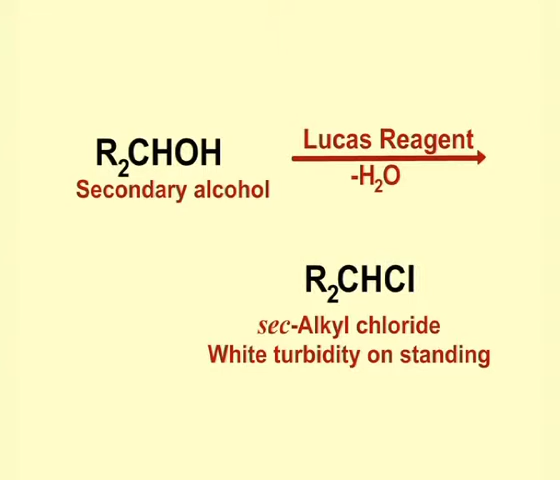 R₂CHOH
Secondary alcohol
Lucas Reagent
-H₂O
R₂CHCl
sec-Alkyl chloride
White turbidity on standing